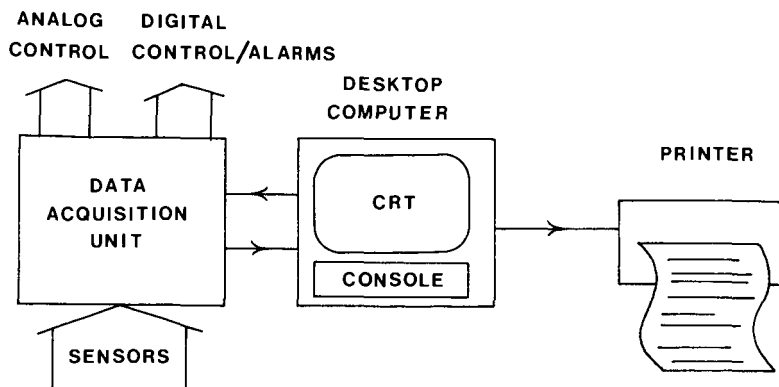 ANALOG
CONTROL
DIGITAL
CONTROL/ALARMS
DESKTOP
COMPUTER
PRINTER
DATA
ACQUISITION
UNIT
CRT
CONSOLE
SENSORS